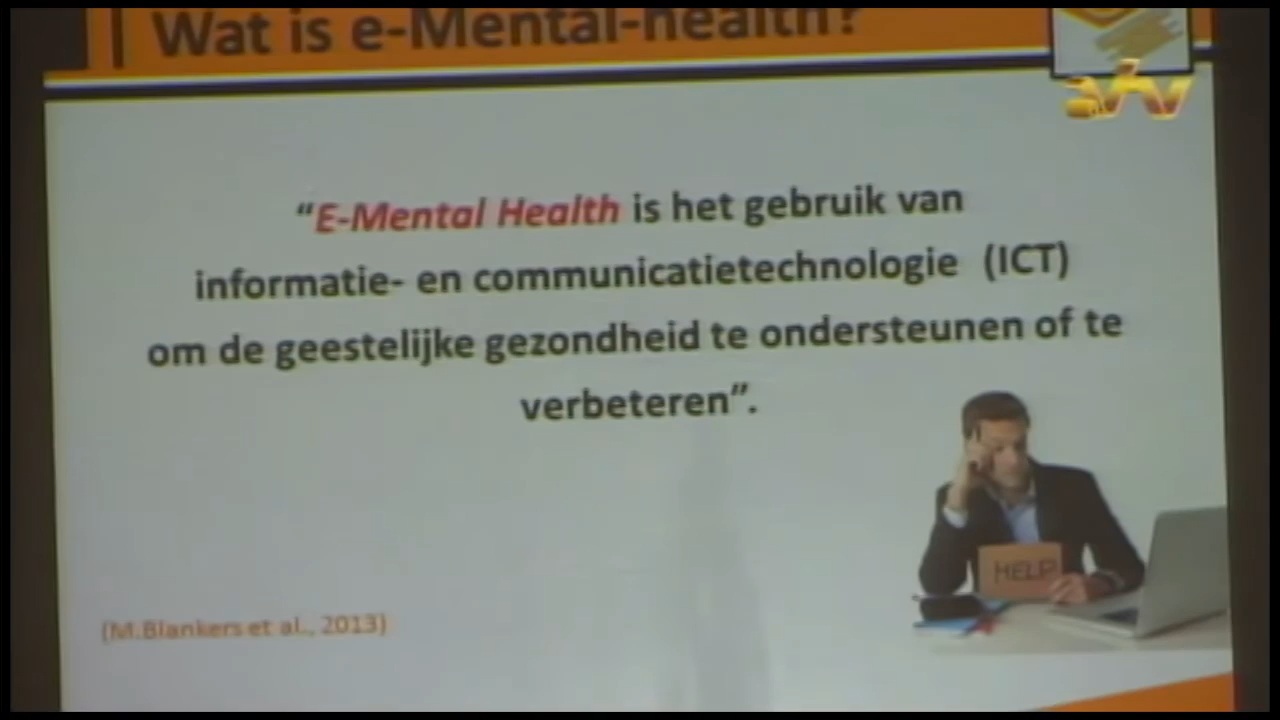 Wat is e-Mental-health?
“E-Mental Health is het gebruik van
informatie- en communicatietechnologie (ICT)
om de geestelijke gezondheid te ondersteunen of te
verbeteren”.
HELP
(M.Blankers et al., 2013)